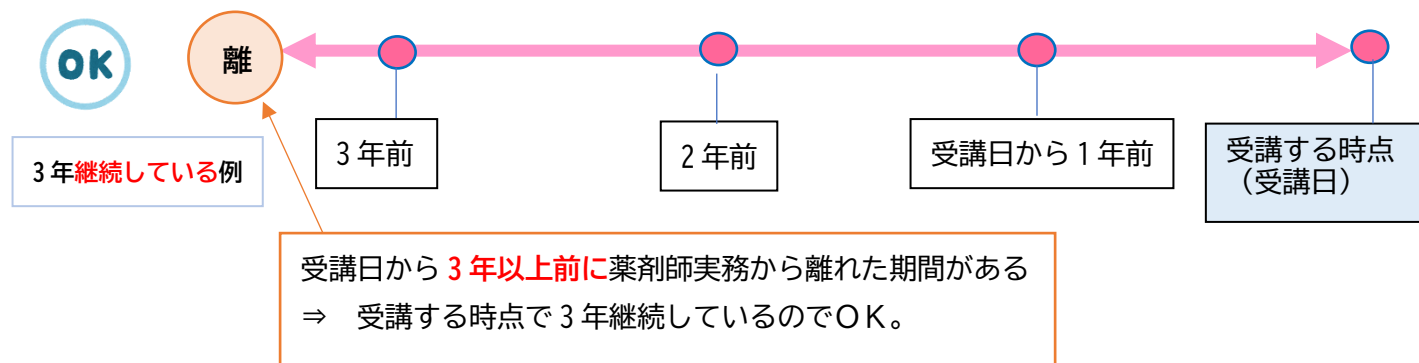 OK
離
3年継続している例
3年前
2年前
受講日から1年前
受講する時点
（受講日）
受講日から3年以上前に薬剤師実務から離れた期間がある
⇒　受講する時点で3年継続しているのでＯＫ。